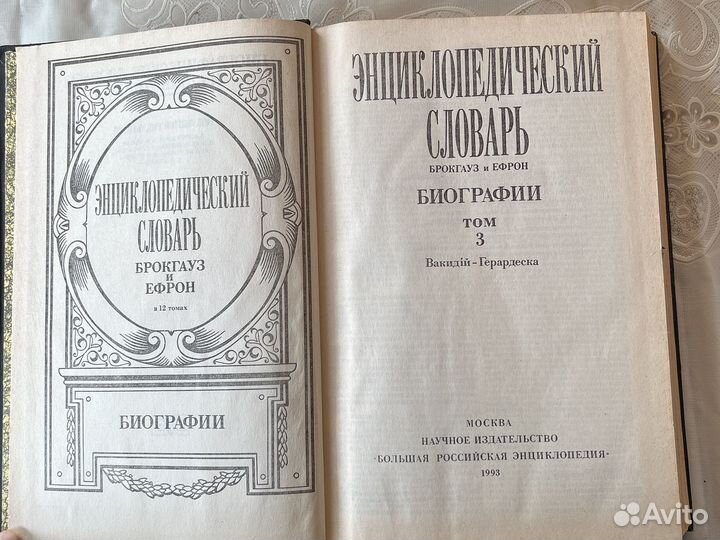 ЭНЦИКЛОПЕДИЧЕСКИЙ
СЛОВАРЬ
БРОКГАУЗ
И
ЕФРОН
в 12 томах
БИОГРАФИИ
ЭНЦИКЛОПЕДИЧЕСКИЙ
СЛОВАРЬ
БРОКГАУЗ и ЕФРОН
БИОГРАФИИ
ТОМ
3
Вакидій – Герардеска
МОСКВА
НАУЧНОЕ ИЗДАТЕЛЬСТВО
"БОЛЬШАЯ РОССИЙСКАЯ ЭНЦИКЛОПЕДИЯ"
1993
Avito